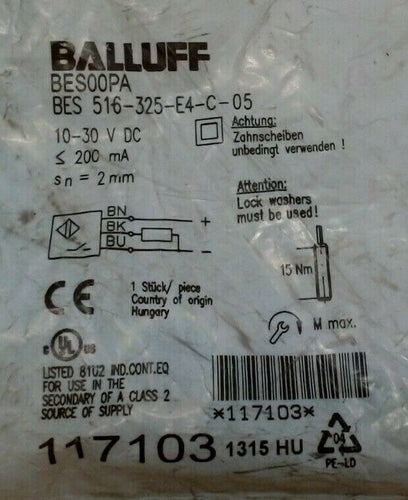 BALLUFF
BES00PA
BES 516-325-E4-C-05
10-30 V DC
≤ 200 mA
sn = 2 mm
Achtung:
Zahnscheiben
unbedingt verwenden !
Attention:
Lock washers
must be used!
BN +
BK
BU −
15 Nm
M max.
CE
1 Stück/ piece
Country of origin
Hungary
C UL US
LISTED 81U2 IND.CONT.EQ
FOR USE IN THE
SECONDARY OF A CLASS 2
SOURCE OF SUPPLY
*117103*
117103 1315 HU
04
PE-LD